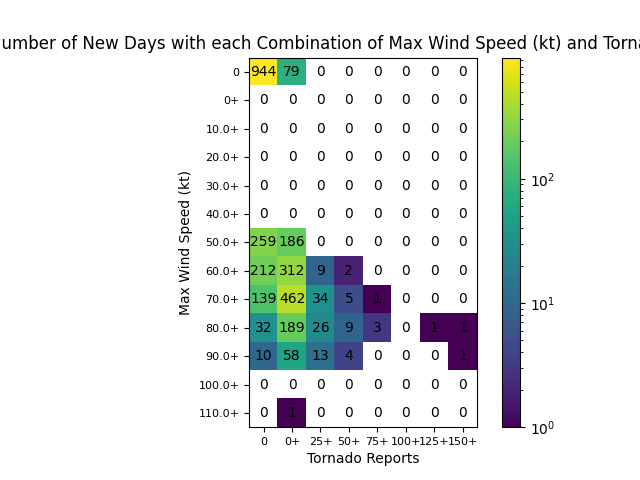 umber of New Days with each Combination of Max Wind Speed (kt) and Torna
0 944 79 0 0 0 0 0 0
0+ 0 0 0 0 0 0 0 0
10.0+ 0 0 0 0 0 0 0 0
20.0+ 0 0 0 0 0 0 0 0
30.0+ 0 0 0 0 0 0 0 0
40.0+ 0 0 0 0 0 0 0 0
50.0+ 259 186 0 0 0 0 0 0
60.0+ 212 312 9 2 0 0 0 0
70.0+ 139 462 34 5 1 0 0 0
80.0+ 32 189 26 9 3 0 1 1
90.0+ 10 58 13 4 0 0 0 1
100.0+ 0 0 0 0 0 0 0 0
110.0+ 0 1 0 0 0 0 0 0
0 0+ 25+ 50+ 75+ 100+ 125+ 150+
Tornado Reports
Max Wind Speed (kt)
10²
10¹
10⁰